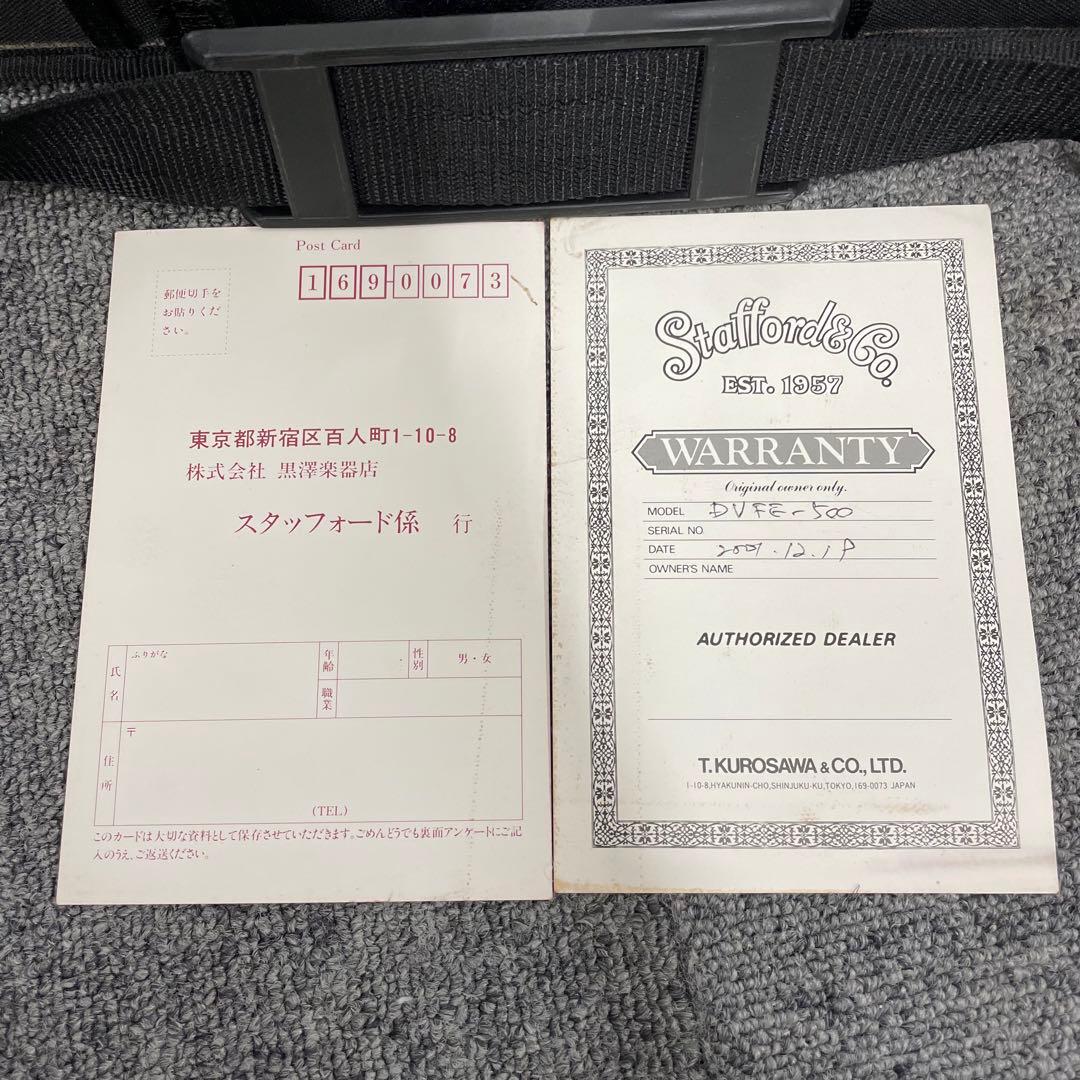 Post Card
169-0073
郵便切手を
お貼りくだ
さい。
東京都新宿区百人町1-10-8
株式会社 黒澤楽器店
スタッフォード係 行
ふりがな
氏名
年齢
性別
男・女
職業
住所
〒
(TEL)
このカードは大切な資料として保存させていただきます。ごめんどうでも裏面アンケートにご記
入のうえ、ご返送ください。
Stafford & Co.
EST. 1957
WARRANTY
Original owner only.
MODEL DVFE-500
SERIAL NO.
DATE
OWNER'S NAME
AUTHORIZED DEALER
T.KUROSAWA & CO., LTD.
1-10-8,HYAKUNIN-CHO,SHINJUKU-KU,TOKYO,169-0073 JAPAN